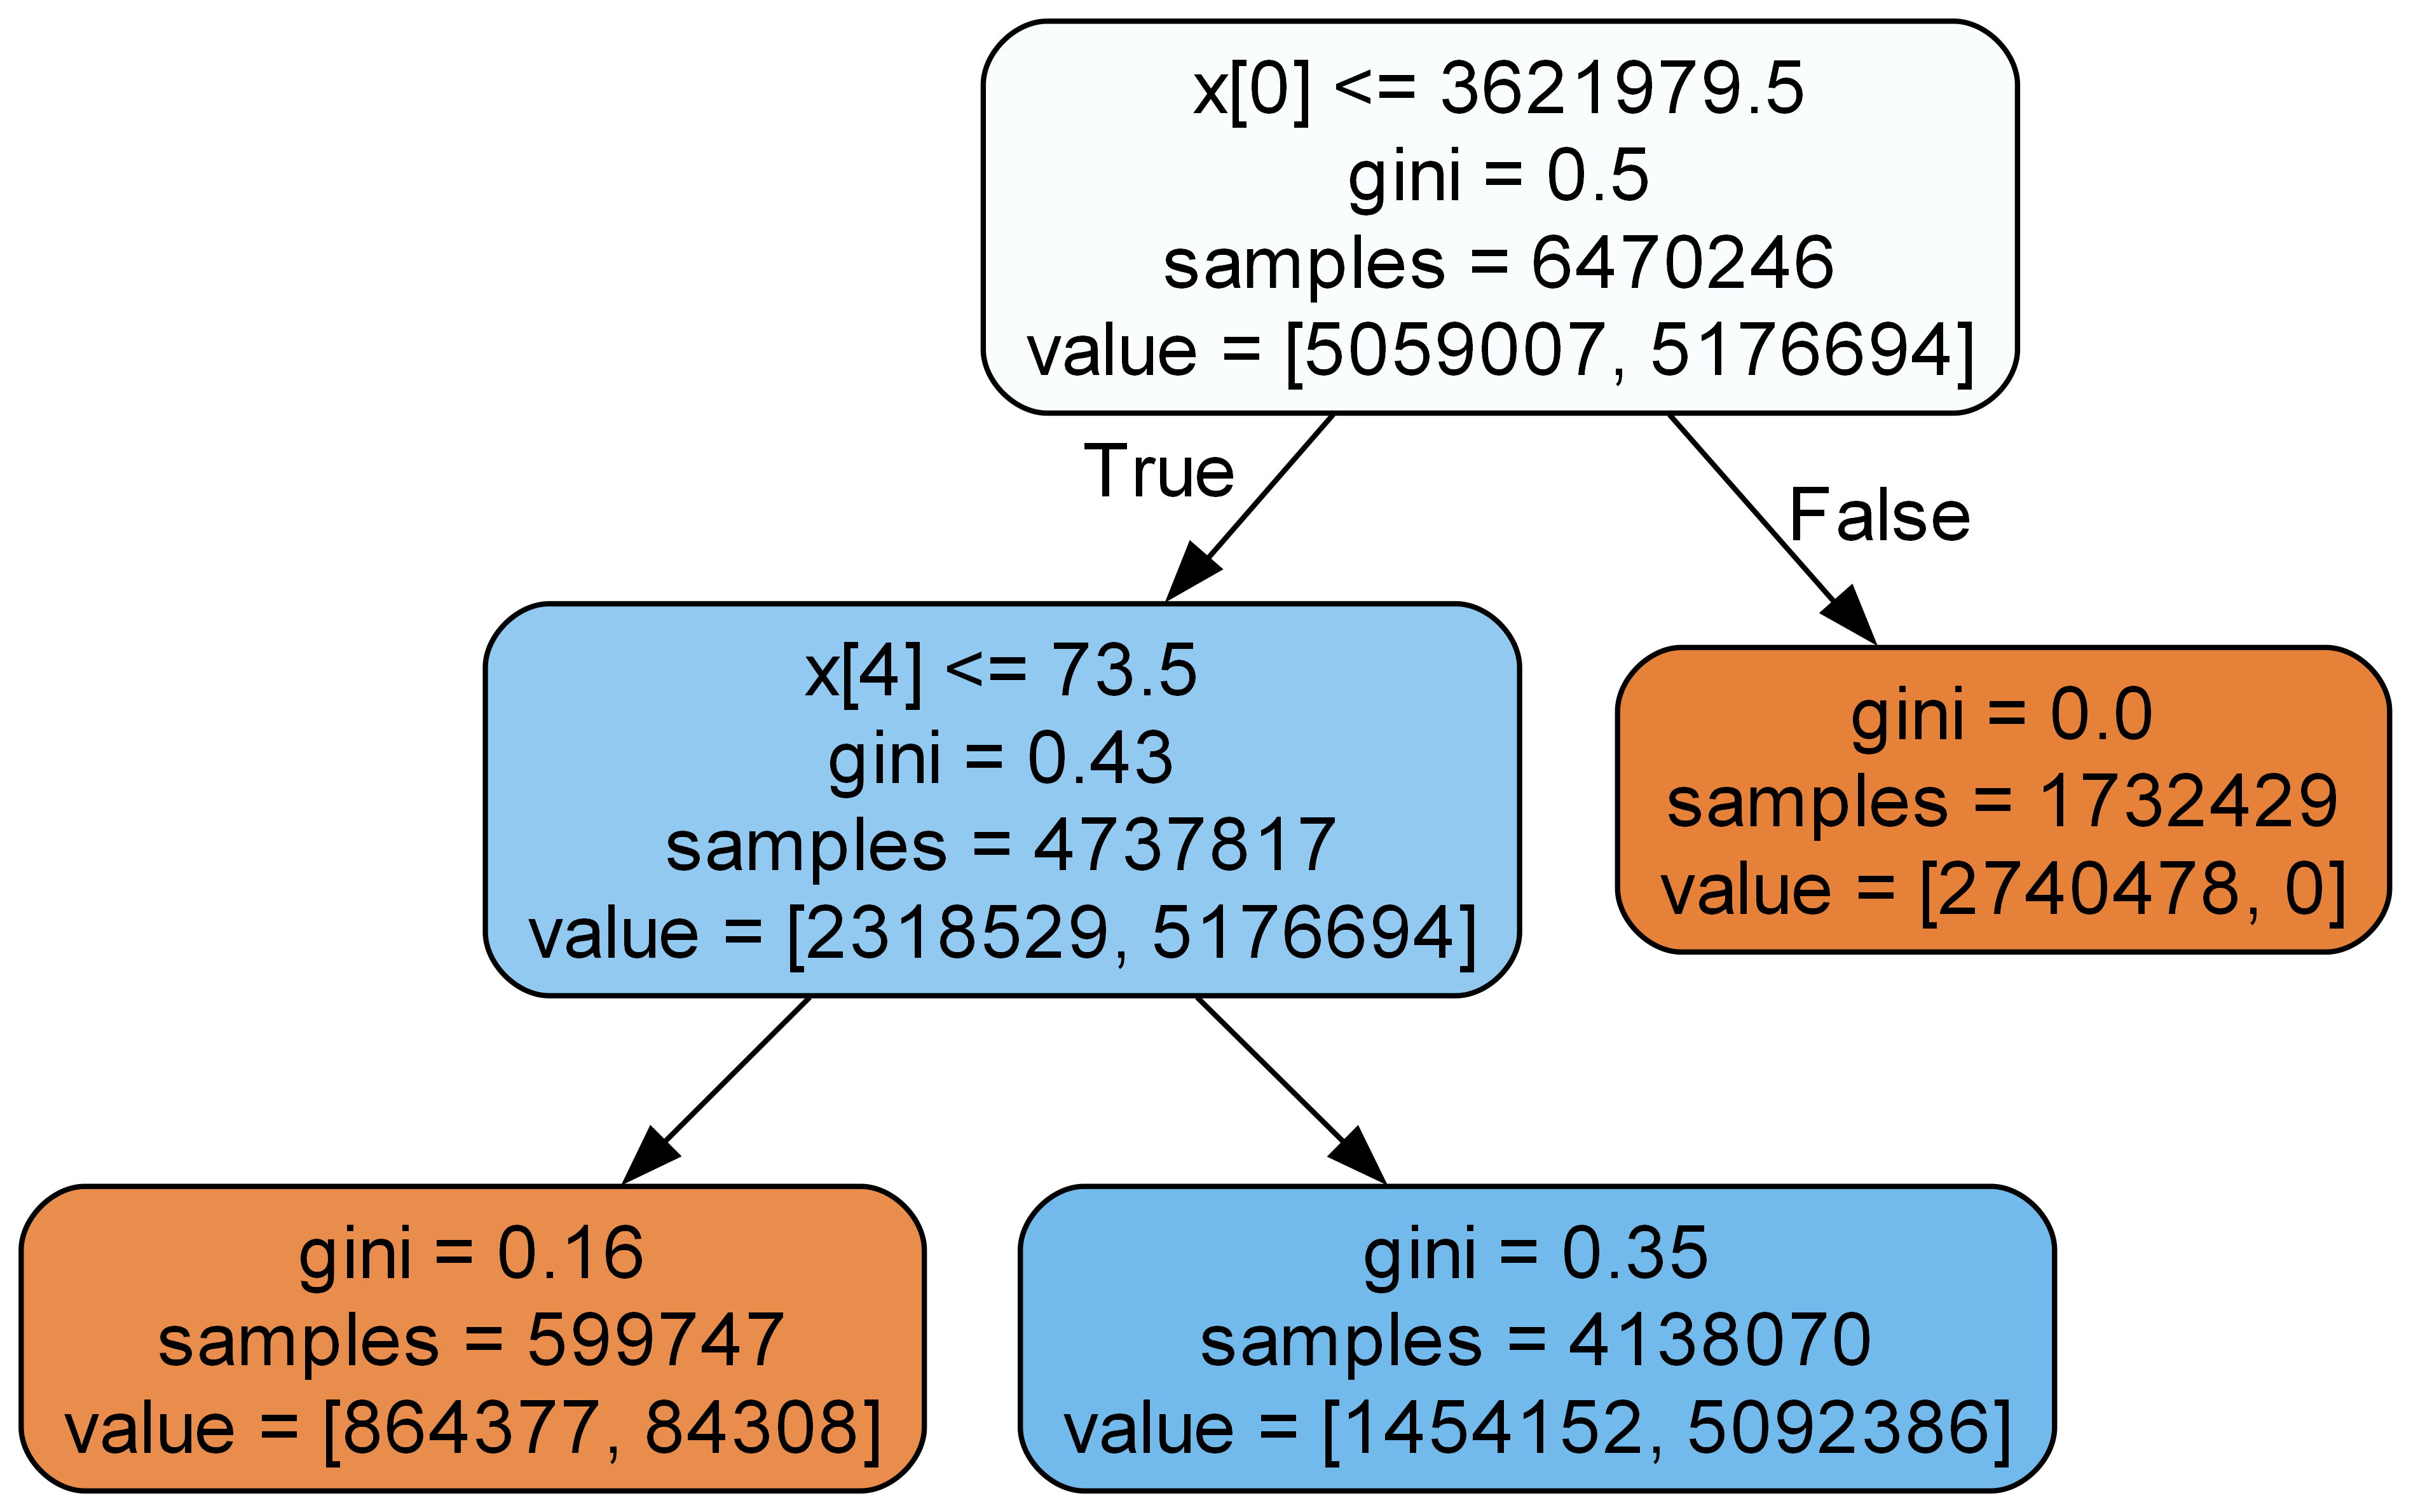 x[0] <= 3621979.5
gini = 0.5
samples = 6470246
value = [5059007, 5176694]
True
False
x[4] <= 73.5
gini = 0.43
samples = 4737817
value = [2318529, 5176694]
gini = 0.0
samples = 1732429
value = [2740478, 0]
gini = 0.16
samples = 599747
value = [864377, 84308]
gini = 0.35
samples = 4138070
value = [1454152, 5092386]